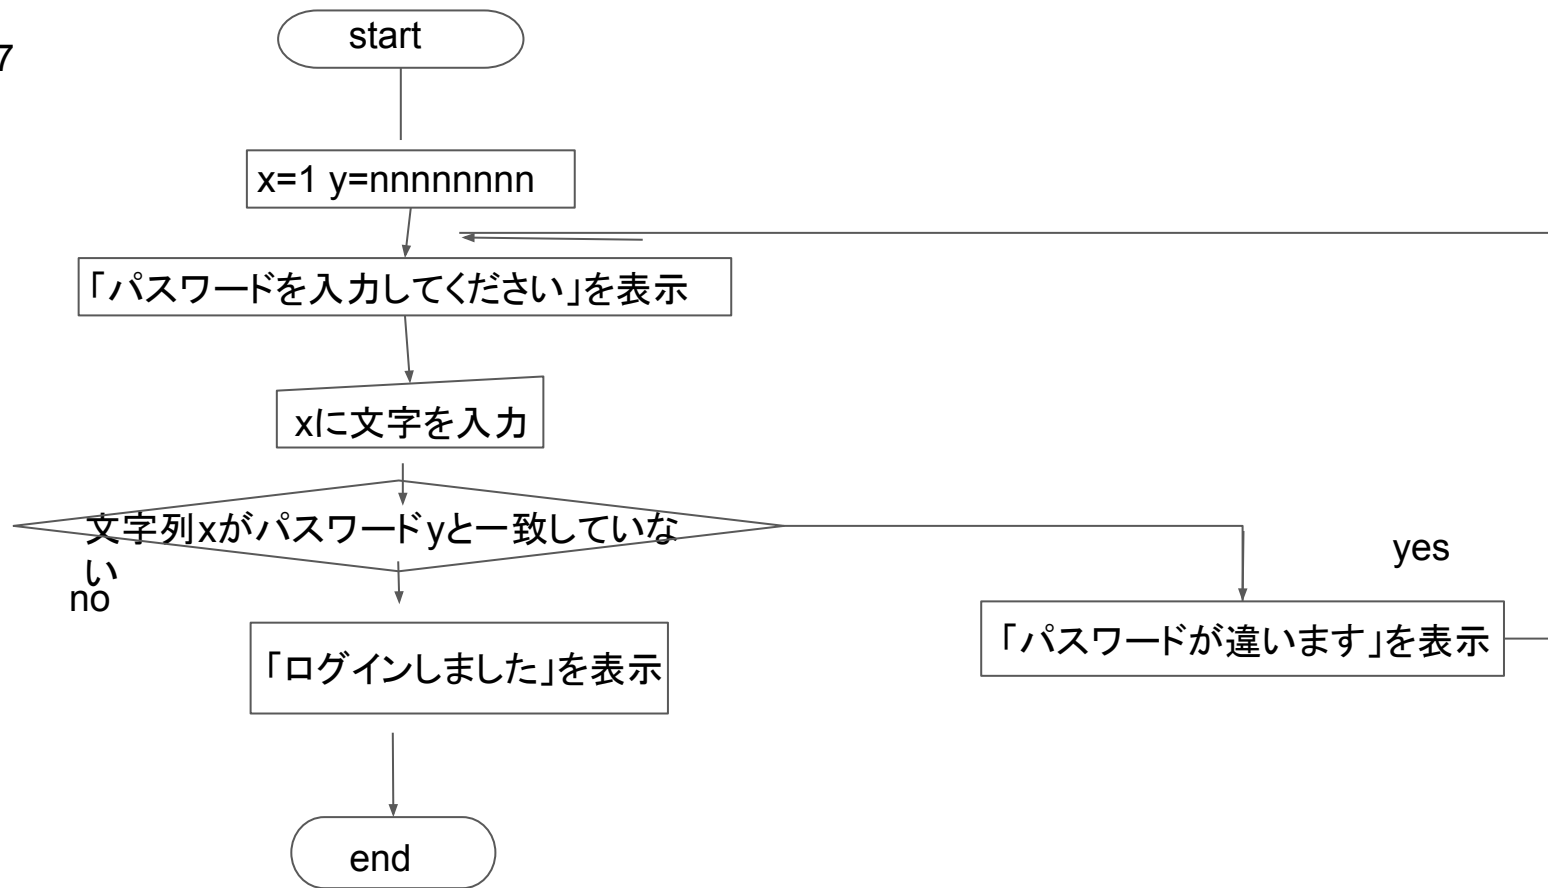 7
start
x=1 y=nnnnnnnn
「パスワードを入力してください」を表示
xに文字を入力
文字列xがパスワードyと一致していな
い
no
yes
「パスワードが違います」を表示
「ログインしました」を表示
end